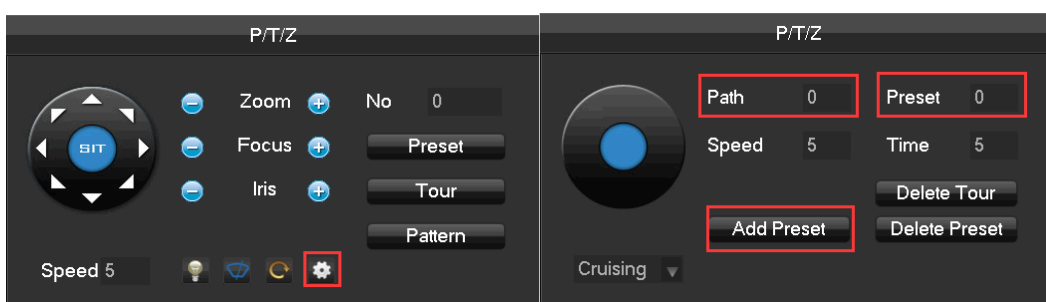 P/T/Z
Zoom No 0
SIT Focus Preset
Iris Tour
Pattern
Speed 5
P/T/Z
Path 0 Preset 0
Speed 5 Time 5
Delete Tour
Add Preset Delete Preset
Cruising